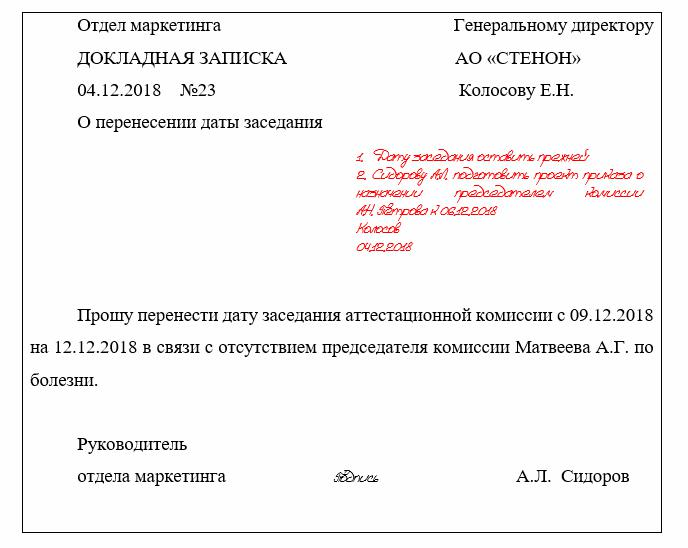 Отдел маркетинга Генеральному директору
ДОКЛАДНАЯ ЗАПИСКА АО «СТЕНОН»
04.12.2018 №23 Колосову Е.Н.
О перенесении даты заседания
1. Дату заседания оставить прежней
2. Сидорову А.Л. подготовить проект приказа о
назначении председателем комиссии
А.Н. Петрова к 06.12.2018
Колосов
04.12.2018
Прошу перенести дату заседания аттестационной комиссии с 09.12.2018
на 12.12.2018 в связи с отсутствием председателя комиссии Матвеева А.Г. по
болезни.
Руководитель
отдела маркетинга Подпись А.Л. Сидоров